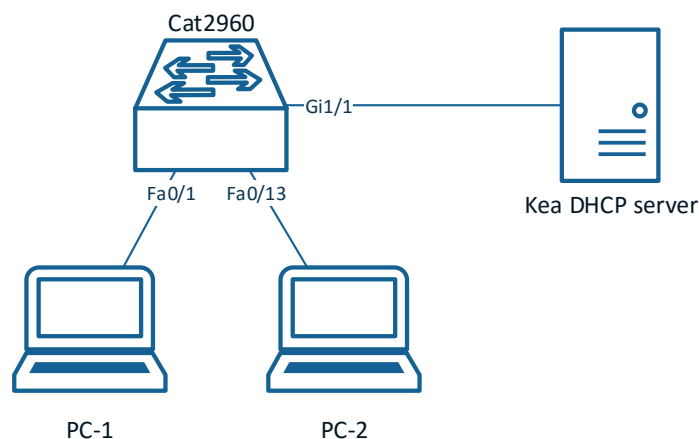 Cat2960
Gi1/1
Fa0/1
Fa0/13
Kea DHCP server
PC-1
PC-2